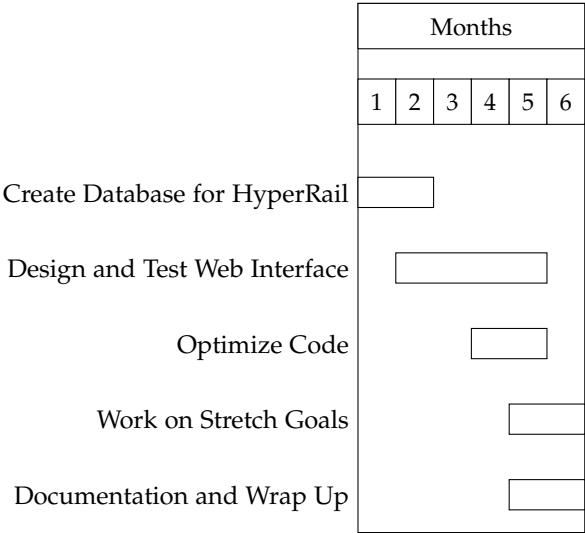 Months
1 2 3 4 5 6
Create Database for HyperRail
Design and Test Web Interface
Optimize Code
Work on Stretch Goals
Documentation and Wrap Up